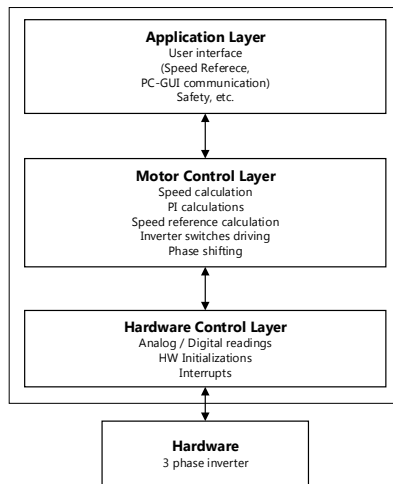 Application Layer
User interface
(Speed Referece,
PC-GUI communication)
Safety, etc.
Motor Control Layer
Speed calculation
PI calculations
Speed reference calculation
Inverter switches driving
Phase shifting
Hardware Control Layer
Analog / Digital readings
HW Initializations
Interrupts
Hardware
3 phase inverter